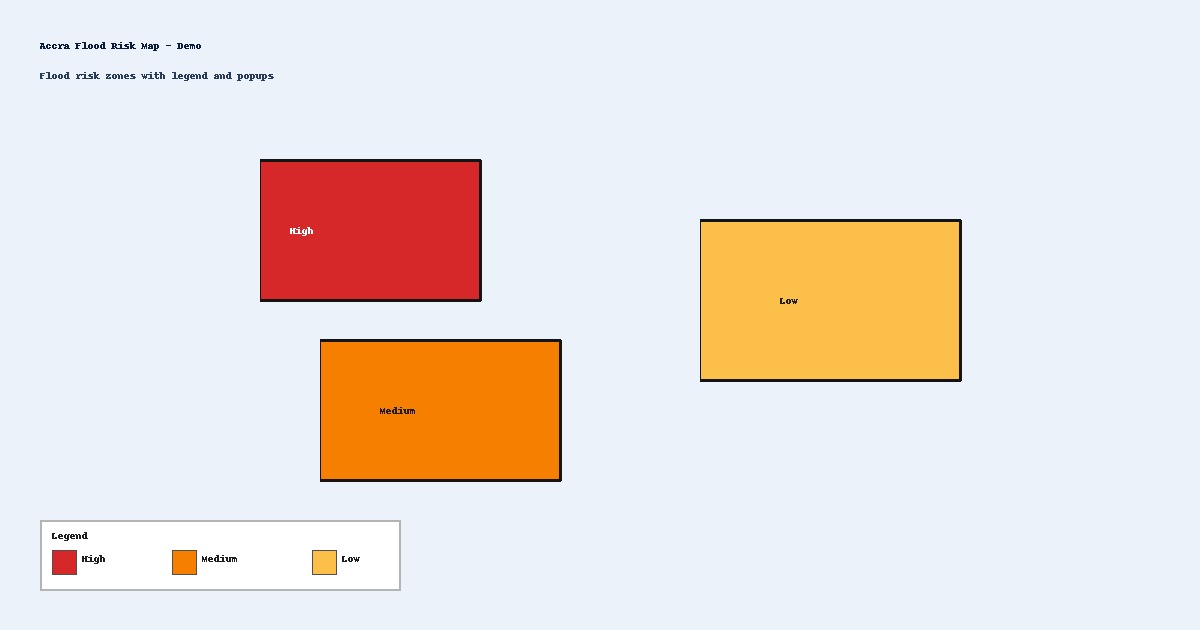 Accra Flood Risk Map - Demo
Flood risk zones with legend and popups
High
Low
Medium
Legend
High
Medium
Low